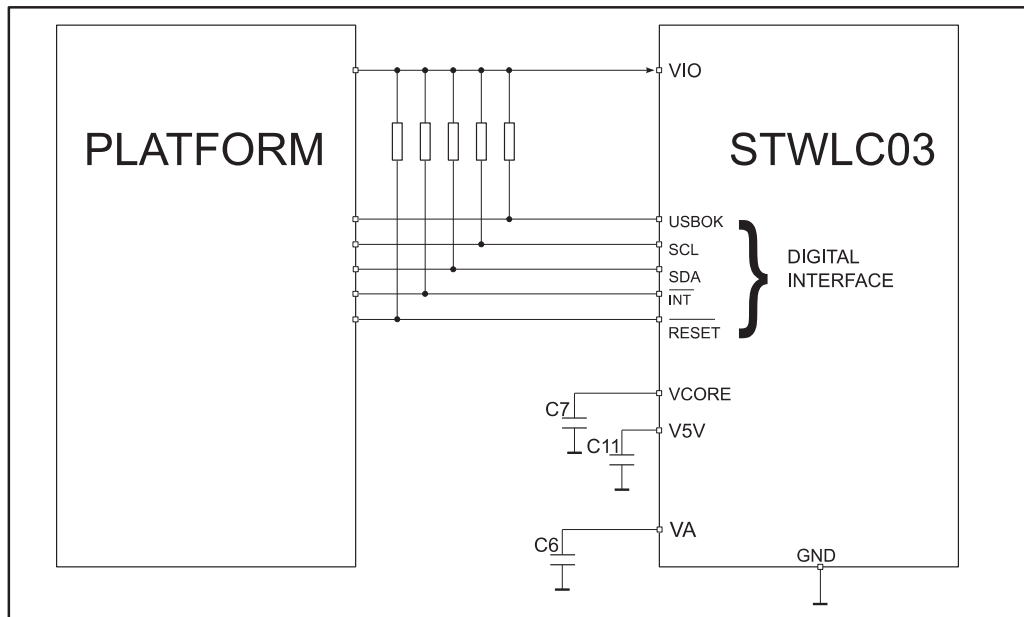 VIO
PLATFORM
STWLC03
USBOK
SCL
SDA
INT
RESET
DIGITAL
INTERFACE
VCORE
C7
V5V
C11
VA
C6
GND